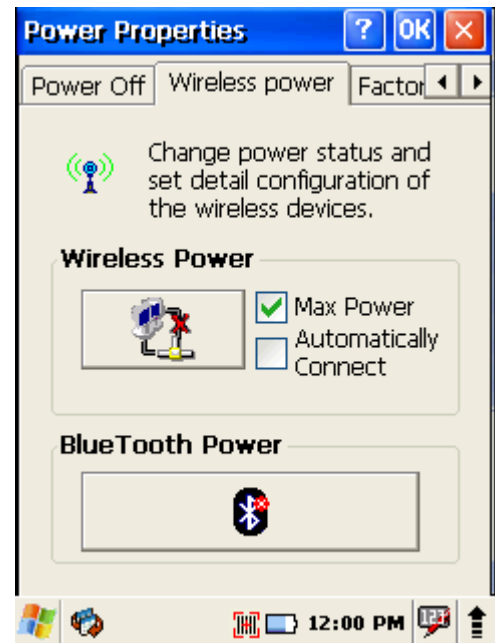 Power Properties ? OK
Power Off Wireless power Factor
Change power status and
set detail configuration of
the wireless devices.
Wireless Power
Max Power
Automatically
Connect
BlueTooth Power
12:00 PM